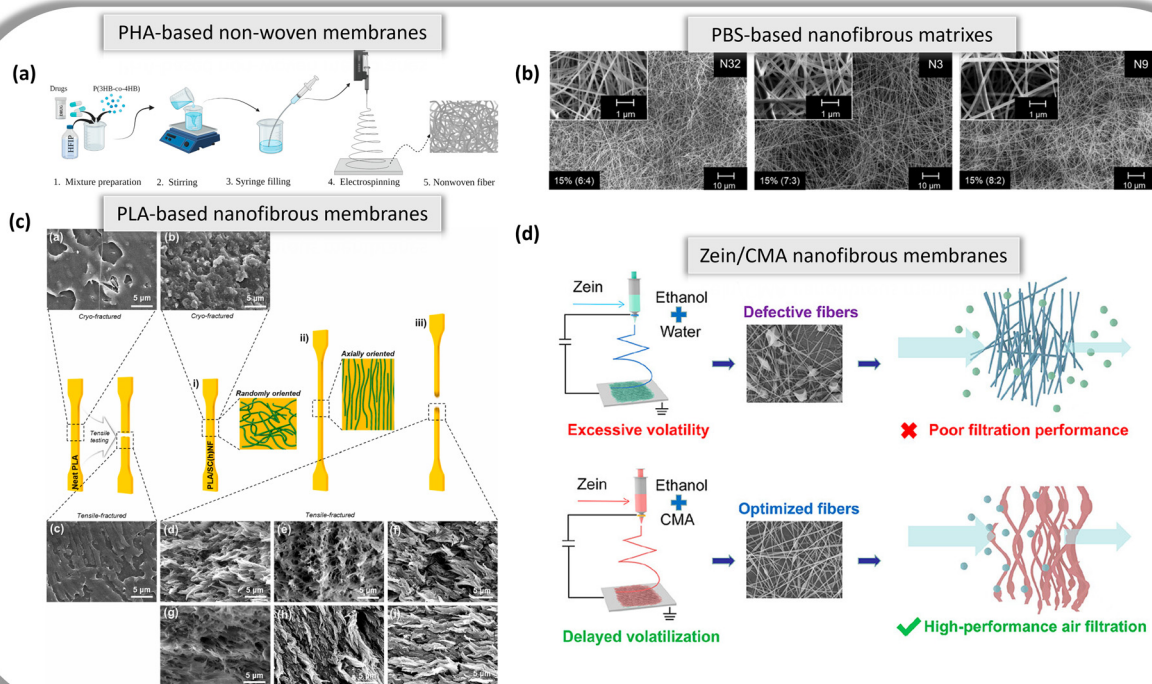 PHA-based non-woven membranes
(a)
Drugs
P(3HB-co-4HB)
HFIP
1. Mixture preparation
2. Stirring
3. Syringe filling
4. Electrospinning
5. Nonwoven fiber
PBS-based nanofibrous matrixes
(b)
N32
1 µm
15% (6:4)
10 µm
N3
1 µm
15% (7:3)
10 µm
N9
1 µm
15% (8:2)
10 µm
PLA-based nanofibrous membranes
(c)
(a)
5 µm
(b)
5 µm
Cryo-fractured
Cryo-fractured
i)
ii)
iii)
Axially oriented
Randomly oriented
Neat PLA
Tensile
testing
PLA/SC(h)NF
Tensile-fractured
Tensile-fractured
(c)
5 µm
(d)
5 µm
(e)
5 µm
(f)
5 µm
(g)
5 µm
(h)
5 µm
(i)
5 µm
(d)
Zein/CMA nanofibrous membranes
Zein
Ethanol
Water
Excessive volatility
Defective fibers
Poor filtration performance
Zein
Ethanol
CMA
Delayed volatilization
Optimized fibers
High-performance air filtration